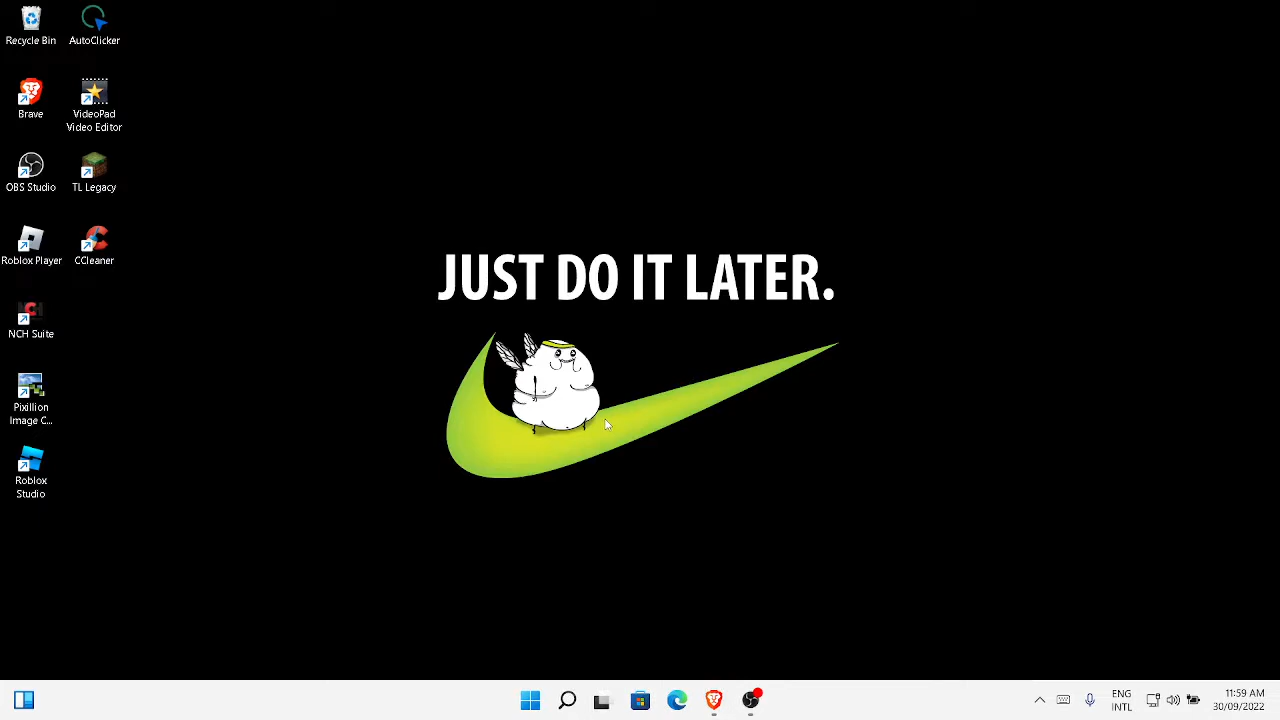 Recycle Bin
AutoClicker
Brave
VideoPad
Video Editor
OBS Studio
TL Legacy
Roblox Player
CCleaner
NCH Suite
Pixillion
Image C...
Roblox
Studio
JUST DO IT LATER.
ENG
INTL
11:59 AM
30/09/2022